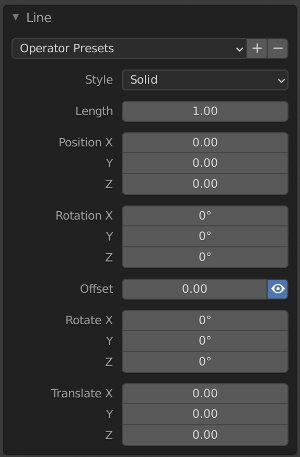 Line
Operator Presets + −
Style Solid
Length 1.00
Position X 0.00
Y 0.00
Z 0.00
Rotation X 0°
Y 0°
Z 0°
Offset 0.00
Rotate X 0°
Y 0°
Z 0°
Translate X 0.00
Y 0.00
Z 0.00